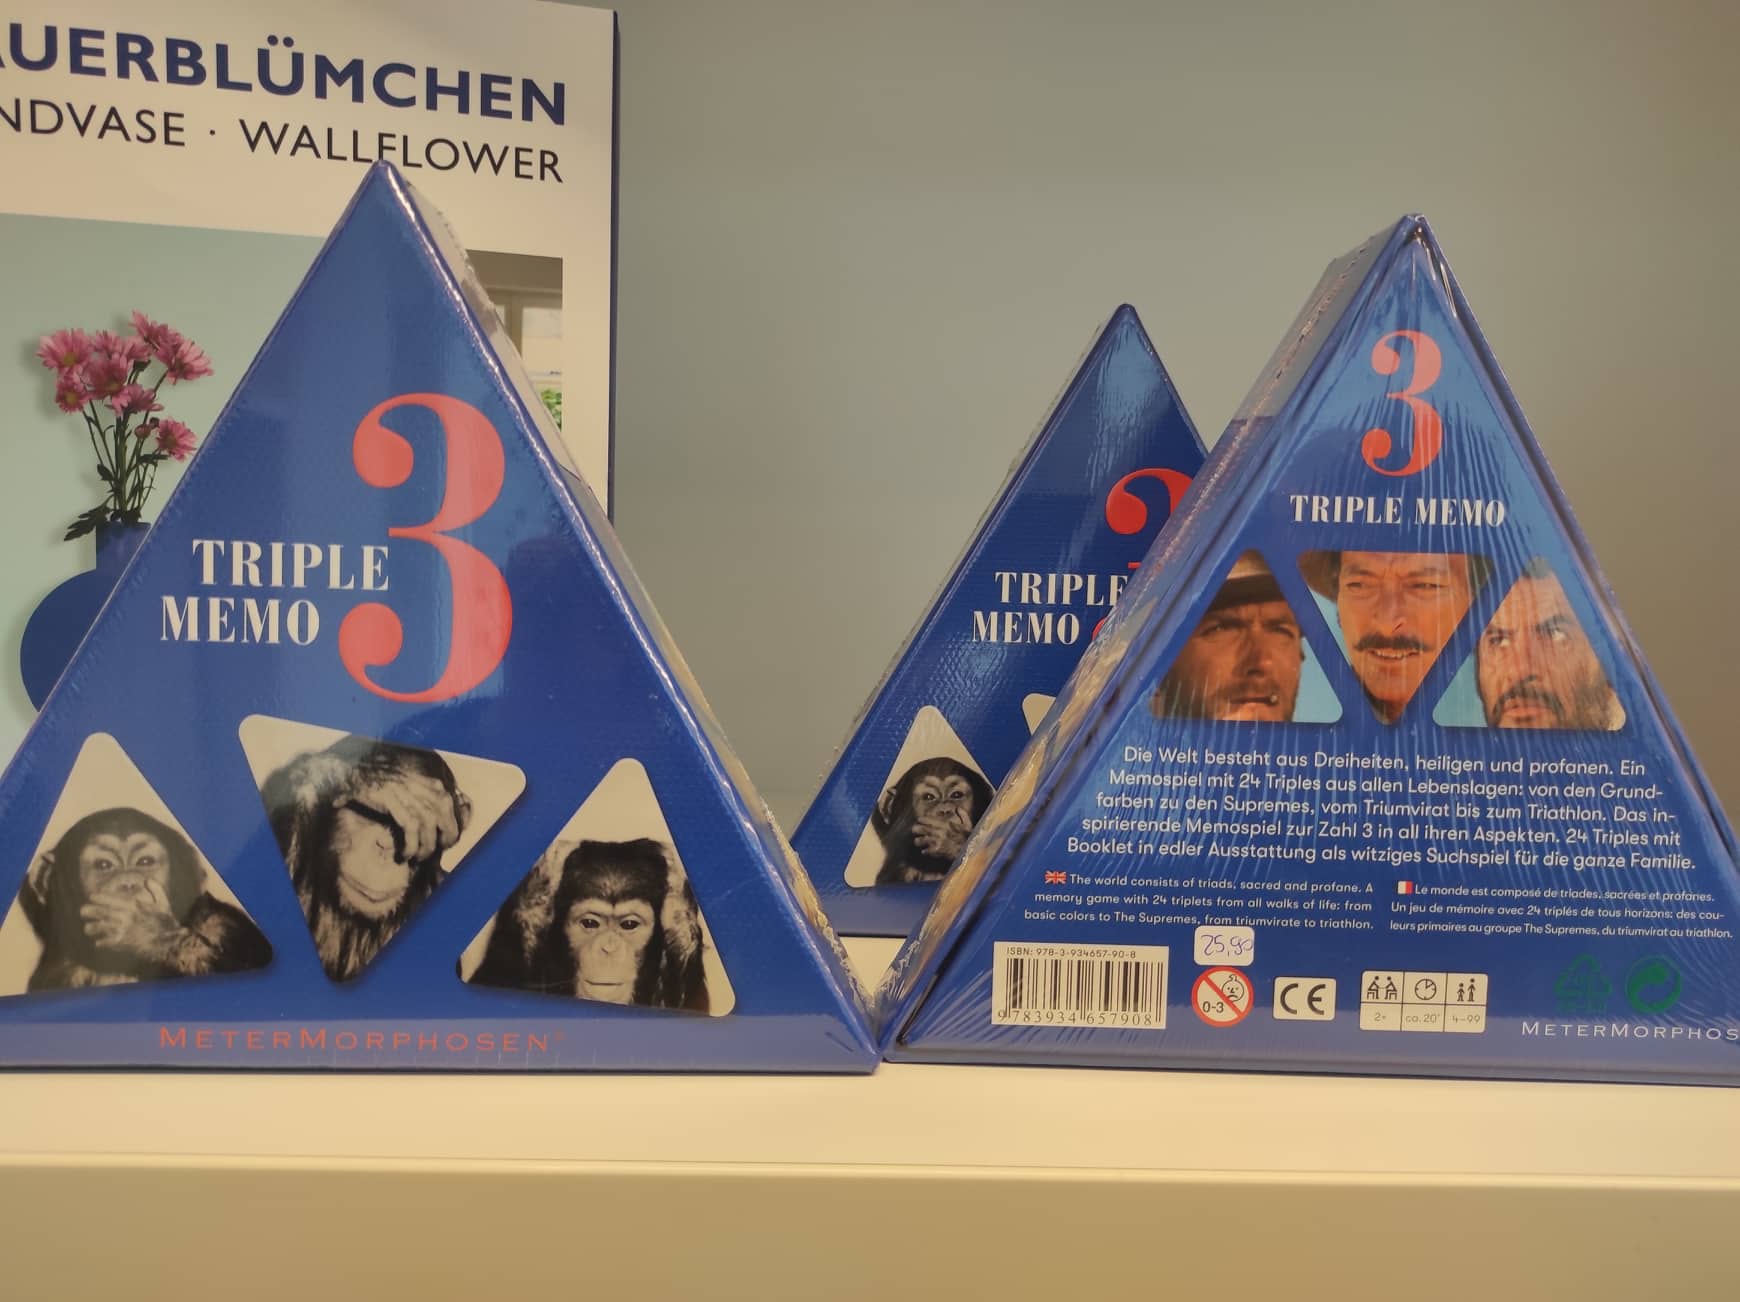 AUERBLÜMCHEN
NDVASE · WALLFLOWER
3
TRIPLE
MEMO
METERMORPHOSEN®
3
TRIPLE
MEMO
3
TRIPLE MEMO
Die Welt besteht aus Dreiheiten, heiligen und profanen. Ein
Memospiel mit 24 Triples aus allen Lebenslagen: von den Grund-
farben zu den Supremes, vom Triumvirat bis zum Triathlon. Das in-
spirierende Memospiel zur Zahl 3 in all ihren Aspekten. 24 Triples mit
Booklet in edler Ausstattung als witziges Suchspiel für die ganze Familie.
The world consists of triads, sacred and profane. A
memory game with 24 triplets from all walks of life: from
basic colors to The Supremes, from triumvirate to triathlon.
Le monde est composé de triades, sacrées et profanes.
Un jeu de mémoire avec 24 triplés de tous horizons: des cou-
leurs primaires au groupe The Supremes, du triumvirat au triathlon.
ISBN: 978-3-934657-90-8
9 783934 657908
25,90
0-3
CE
2+ ca. 20' 4-99
METERMORPHOS